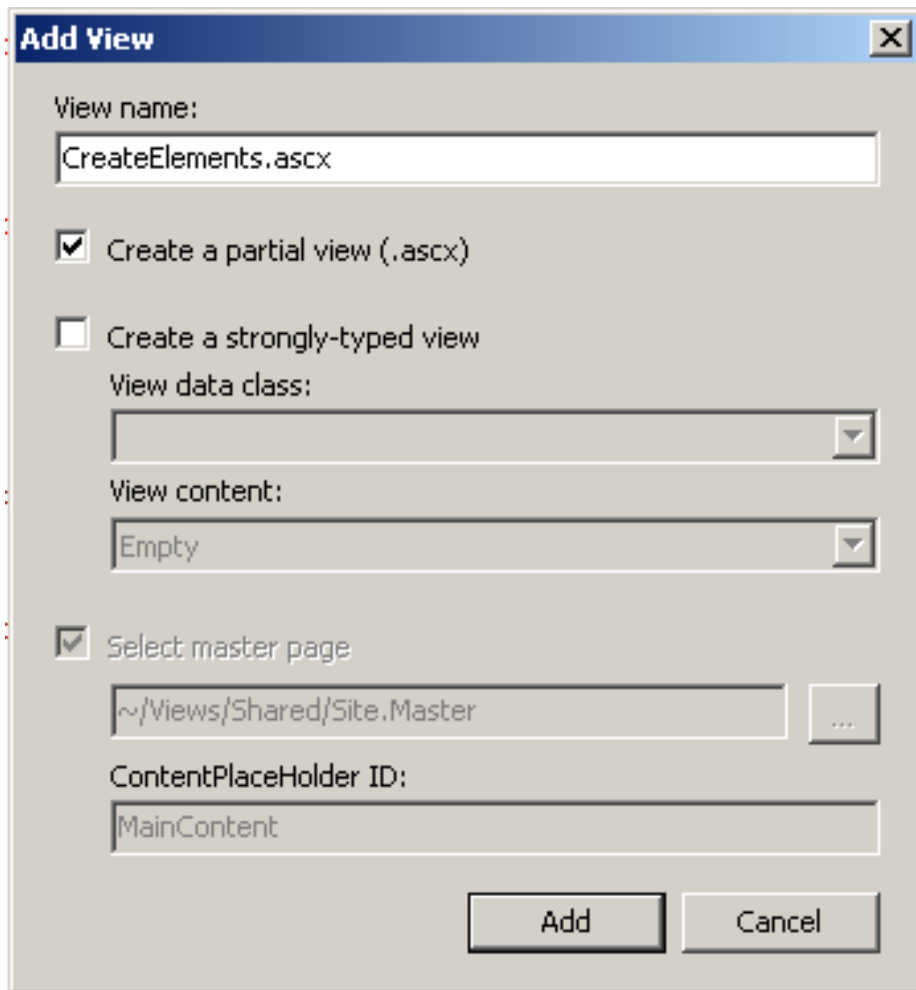 Add View
View name:
CreateElements.ascx
Create a partial view (.ascx)
Create a strongly-typed view
View data class:
View content:
Empty
Select master page
~/Views/Shared/Site.Master
...
ContentPlaceHolder ID:
MainContent
Add Cancel